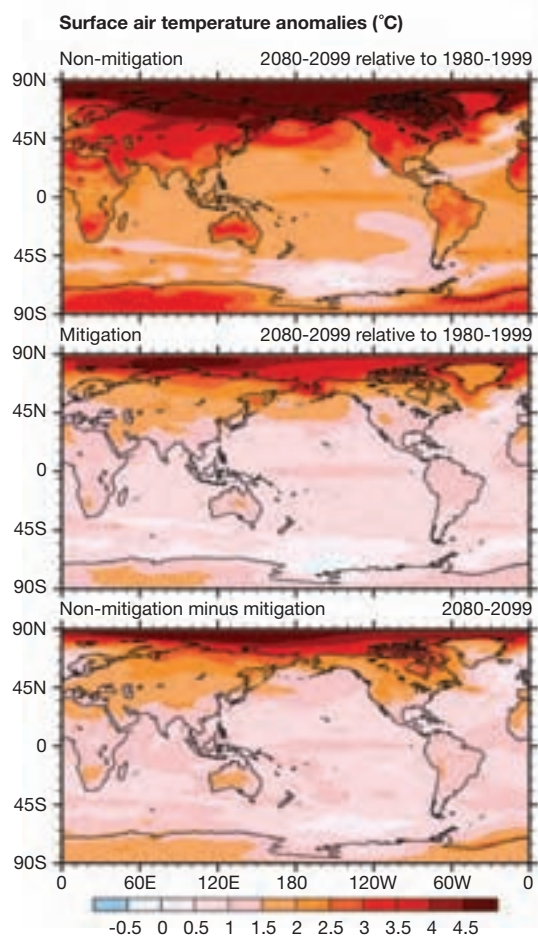 Surface air temperature anomalies (˚C)
Non-mitigation 2080-2099 relative to 1980-1999
90N
45N
0
45S
90S
Mitigation 2080-2099 relative to 1980-1999
90N
45N
0
45S
90S
Non-mitigation minus mitigation 2080-2099
90N
45N
0
45S
90S
0 60E 120E 180 120W 60W 0
-0.5 0 0.5 1 1.5 2 2.5 3 3.5 4 4.5